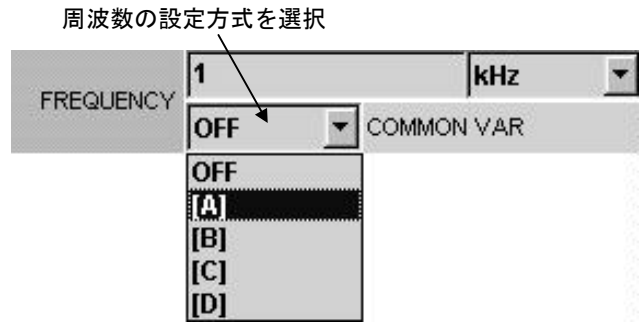 周波数の設定方式を選択
FREQUENCY
1 kHz
OFF COMMON VAR
OFF
[A]
[B]
[C]
[D]